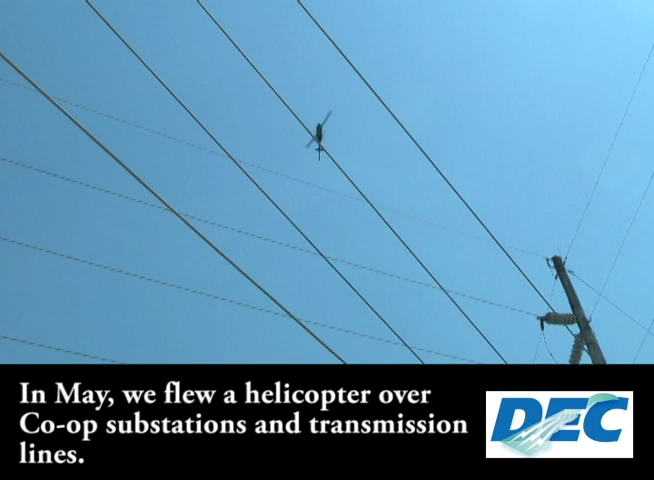 In May, we flew a helicopter over
Co-op substations and transmission
lines.
DEC